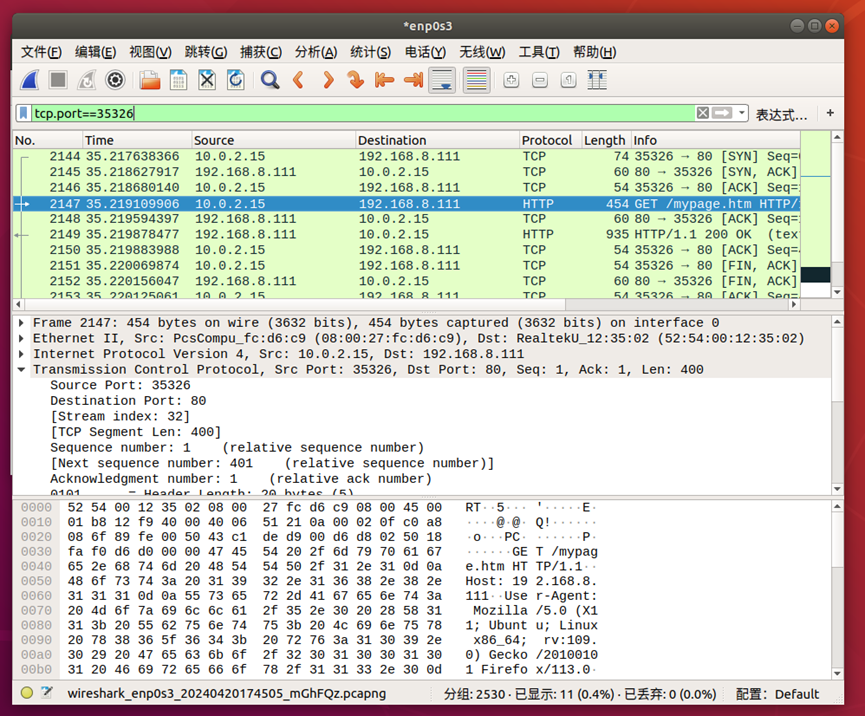 *enp0s3
文件(F) 编辑(E) 视图(V) 跳转(G) 捕获(C) 分析(A) 统计(S) 电话(Y) 无线(W) 工具(T) 帮助(H)
tcp.port==35326 表达式… +
No. Time Source Destination Protocol Length Info
2144 35.217638366 10.0.2.15 192.168.8.111 TCP 74 35326 → 80 [SYN] Seq=
2145 35.218627917 192.168.8.111 10.0.2.15 TCP 60 80 → 35326 [SYN, ACK]
2146 35.218680140 10.0.2.15 192.168.8.111 TCP 54 35326 → 80 [ACK] Seq=
2147 35.219109906 10.0.2.15 192.168.8.111 HTTP 454 GET /mypage.htm HTTP/
2148 35.219594397 192.168.8.111 10.0.2.15 TCP 60 80 → 35326 [ACK] Seq=
2149 35.219878477 192.168.8.111 10.0.2.15 HTTP 935 HTTP/1.1 200 OK (tex
2150 35.219883988 10.0.2.15 192.168.8.111 TCP 54 35326 → 80 [ACK] Seq=
2151 35.220069874 10.0.2.15 192.168.8.111 TCP 54 35326 → 80 [FIN, ACK]
2152 35.220156047 192.168.8.111 10.0.2.15 TCP 60 80 → 35326 [FIN, ACK]
2153 35.220125061 10.0.2.15 192.168.8.111 TCP 54 35326 → 80 [ACK] Seq=
Frame 2147: 454 bytes on wire (3632 bits), 454 bytes captured (3632 bits) on interface 0
Ethernet II, Src: PcsCompu_fc:d6:c9 (08:00:27:fc:d6:c9), Dst: RealtekU_12:35:02 (52:54:00:12:35:02)
Internet Protocol Version 4, Src: 10.0.2.15, Dst: 192.168.8.111
Transmission Control Protocol, Src Port: 35326, Dst Port: 80, Seq: 1, Ack: 1, Len: 400
Source Port: 35326
Destination Port: 80
[Stream index: 32]
[TCP Segment Len: 400]
Sequence number: 1 (relative sequence number)
[Next sequence number: 401 (relative sequence number)]
Acknowledgment number: 1 (relative ack number)
0101 .... = Header Length: 20 bytes (5)
0000 52 54 00 12 35 02 08 00 27 fc d6 c9 08 00 45 00 RT··5···'·····E·
0010 01 b8 12 f9 40 00 40 06 51 21 0a 00 02 0f c0 a8 ····@·@·Q!······
0020 08 6f 89 fe 00 50 43 c1 de d9 00 d6 d8 02 50 18 ·o···PC·······P·
0030 fa f0 d6 d0 00 00 47 45 54 20 2f 6d 79 70 61 67 ······GET /mypag
0040 65 2e 68 74 6d 20 48 54 54 50 2f 31 2e 31 0d 0a e.htm HTTP/1.1··
0050 48 6f 73 74 3a 20 31 39 32 2e 31 36 38 2e 38 2e Host: 192.168.8.
0060 31 31 31 0d 0a 55 73 65 72 2d 41 67 65 6e 74 3a 111··User-Agent:
0070 20 4d 6f 7a 69 6c 6c 61 2f 35 2e 30 20 28 58 31 Mozilla/5.0 (X1
0080 31 3b 20 55 62 75 6e 74 75 3b 20 4c 69 6e 75 78 1; Ubuntu; Linux
0090 20 78 38 36 5f 36 34 3b 20 72 76 3a 31 30 39 2e x86_64; rv:109.
00a0 30 29 20 47 65 63 6b 6f 2f 32 30 31 30 30 31 30 0) Gecko/2010010
00b0 31 20 46 69 72 65 66 6f 78 2f 31 31 33 2e 30 0d 1 Firefox/113.0·
wireshark_enp0s3_20240420174505_mGhFQz.pcapng 分组: 2530 · 已显示: 11 (0.4%) · 已丢弃: 0 (0.0%) 配置: Default